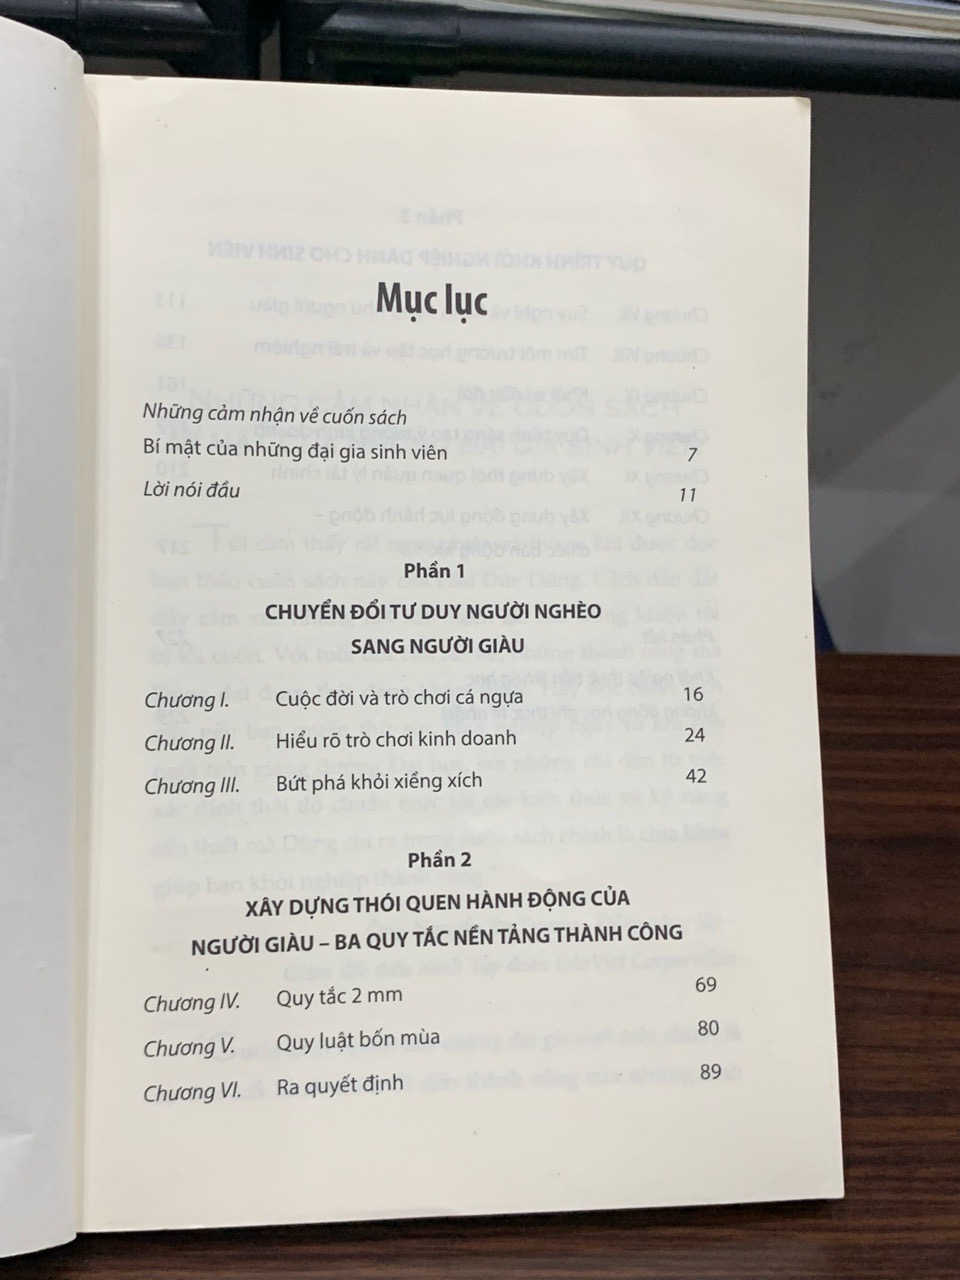 Mục lục
Những cảm nhận về cuốn sách
Bí mật của những đại gia sinh viên 7
Lời nói đầu 11
Phần 1
CHUYỂN ĐỔI TƯ DUY NGƯỜI NGHÈO
SANG NGƯỜI GIÀU
Chương I. Cuộc đời và trò chơi cá ngựa 16
Chương II. Hiểu rõ trò chơi kinh doanh 24
Chương III. Bứt phá khỏi xiềng xích 42
Phần 2
XÂY DỰNG THÓI QUEN HÀNH ĐỘNG CỦA
NGƯỜI GIÀU – BA QUY TẮC NỀN TẢNG THÀNH CÔNG
Chương IV. Quy tắc 2 mm 69
Chương V. Quy luật bốn mùa 80
Chương VI. Ra quyết định 89